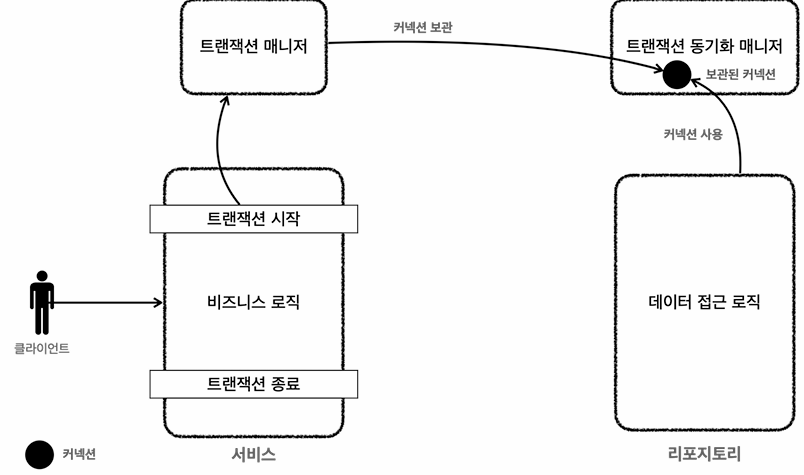 트랜잭션 매니저
커넥션 보관
트랜잭션 동기화 매니저
보관된 커넥션
커넥션 사용
트랜잭션 시작
비즈니스 로직
데이터 접근 로직
클라이언트
트랜잭션 종료
커넥션
서비스
리포지토리